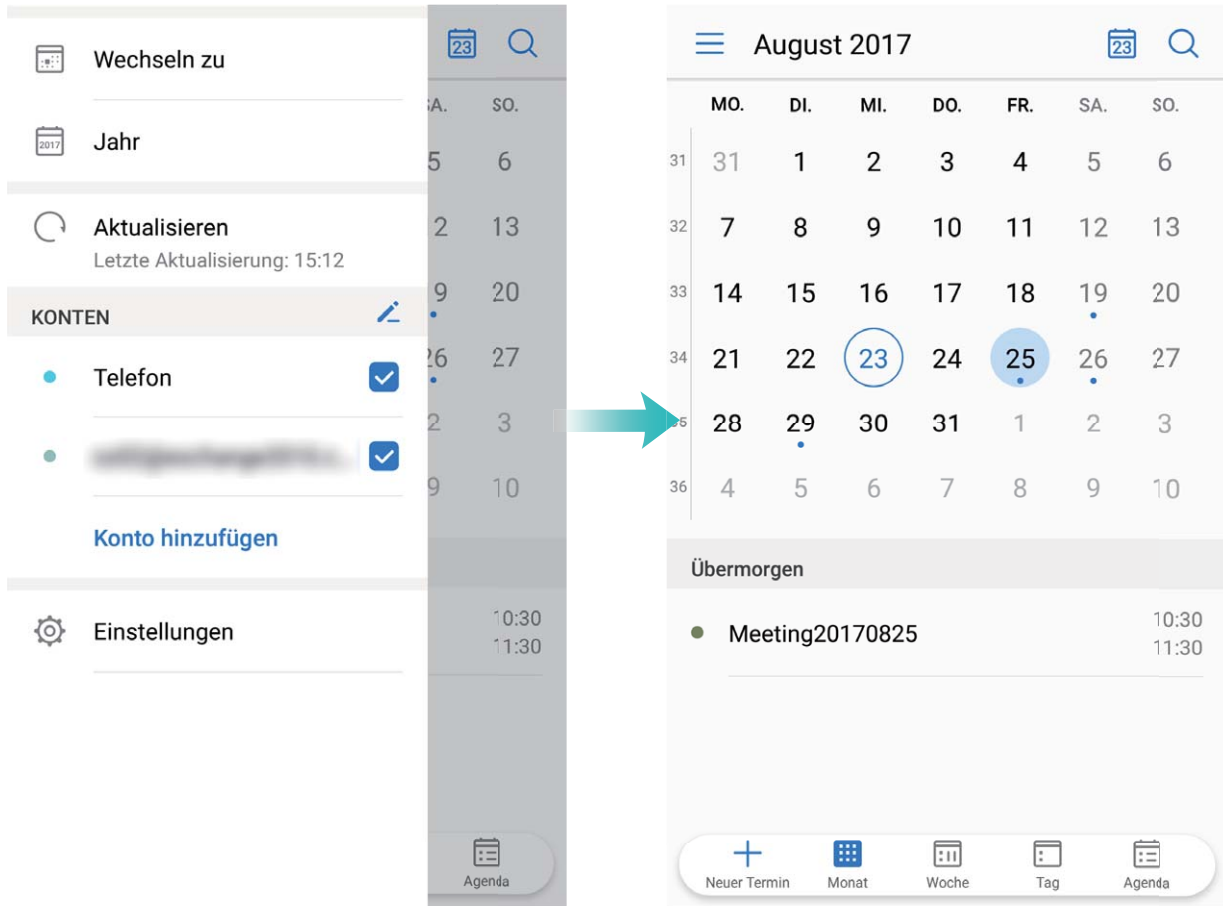 Wechseln zu
2017
Jahr
Aktualisieren
Letzte Aktualisierung: 15:12
KONTEN
Telefon
Konto hinzufügen
Einstellungen
23
SO.
5 6
2 13
9 20
26 27
2 3
9 10
10:30
11:30
Agenda
August 2017
23
MO. DI. MI. DO. FR. SA. SO.
31 31 1 2 3 4 5 6
32 7 8 9 10 11 12 13
33 14 15 16 17 18 19 20
34 21 22 23 24 25 26 27
28 29 30 31 1 2 3
36 4 5 6 7 8 9 10
Übermorgen
Meeting20170825
10:30
11:30
Neuer Termin Monat Woche Tag Agenda